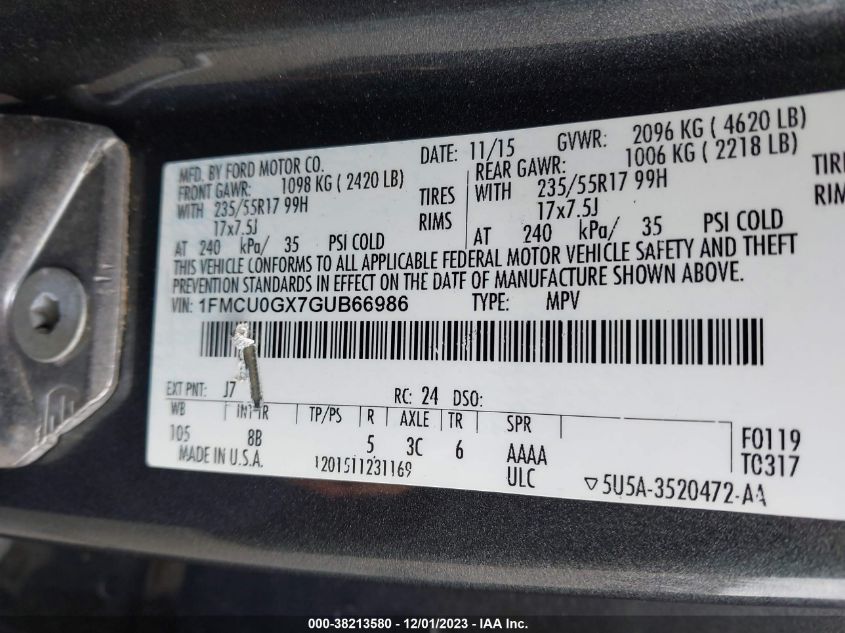 MFD. BY FORD MOTOR CO. DATE: 11/15 GVWR: 2096 KG ( 4620 LB)
FRONT GAWR: 1098 KG ( 2420 LB) REAR GAWR: 1006 KG ( 2218 LB)
WITH 235/55R17 99H TIRES WITH 235/55R17 99H TIRE
17x7.5J RIMS 17x7.5J RIMS
AT 240 kPa/ 35 PSI COLD AT 240 kPa/ 35 PSI COLD
THIS VEHICLE CONFORMS TO ALL APPLICABLE FEDERAL MOTOR VEHICLE SAFETY AND THEFT
PREVENTION STANDARDS IN EFFECT ON THE DATE OF MANUFACTURE SHOWN ABOVE.
VIN: 1FMCU0GX7GUB66986 TYPE: MPV
EXT PNT: J7 RC: 24 DSO:
WB INT TR TP/PS R AXLE TR SPR
105 8B 5 3C 6 AAAA F0119
MADE IN U.S.A. 1201511231169 ULC TC317
▽5U5A-3520472-AA
000-38213580 - 12/01/2023 - IAA Inc.